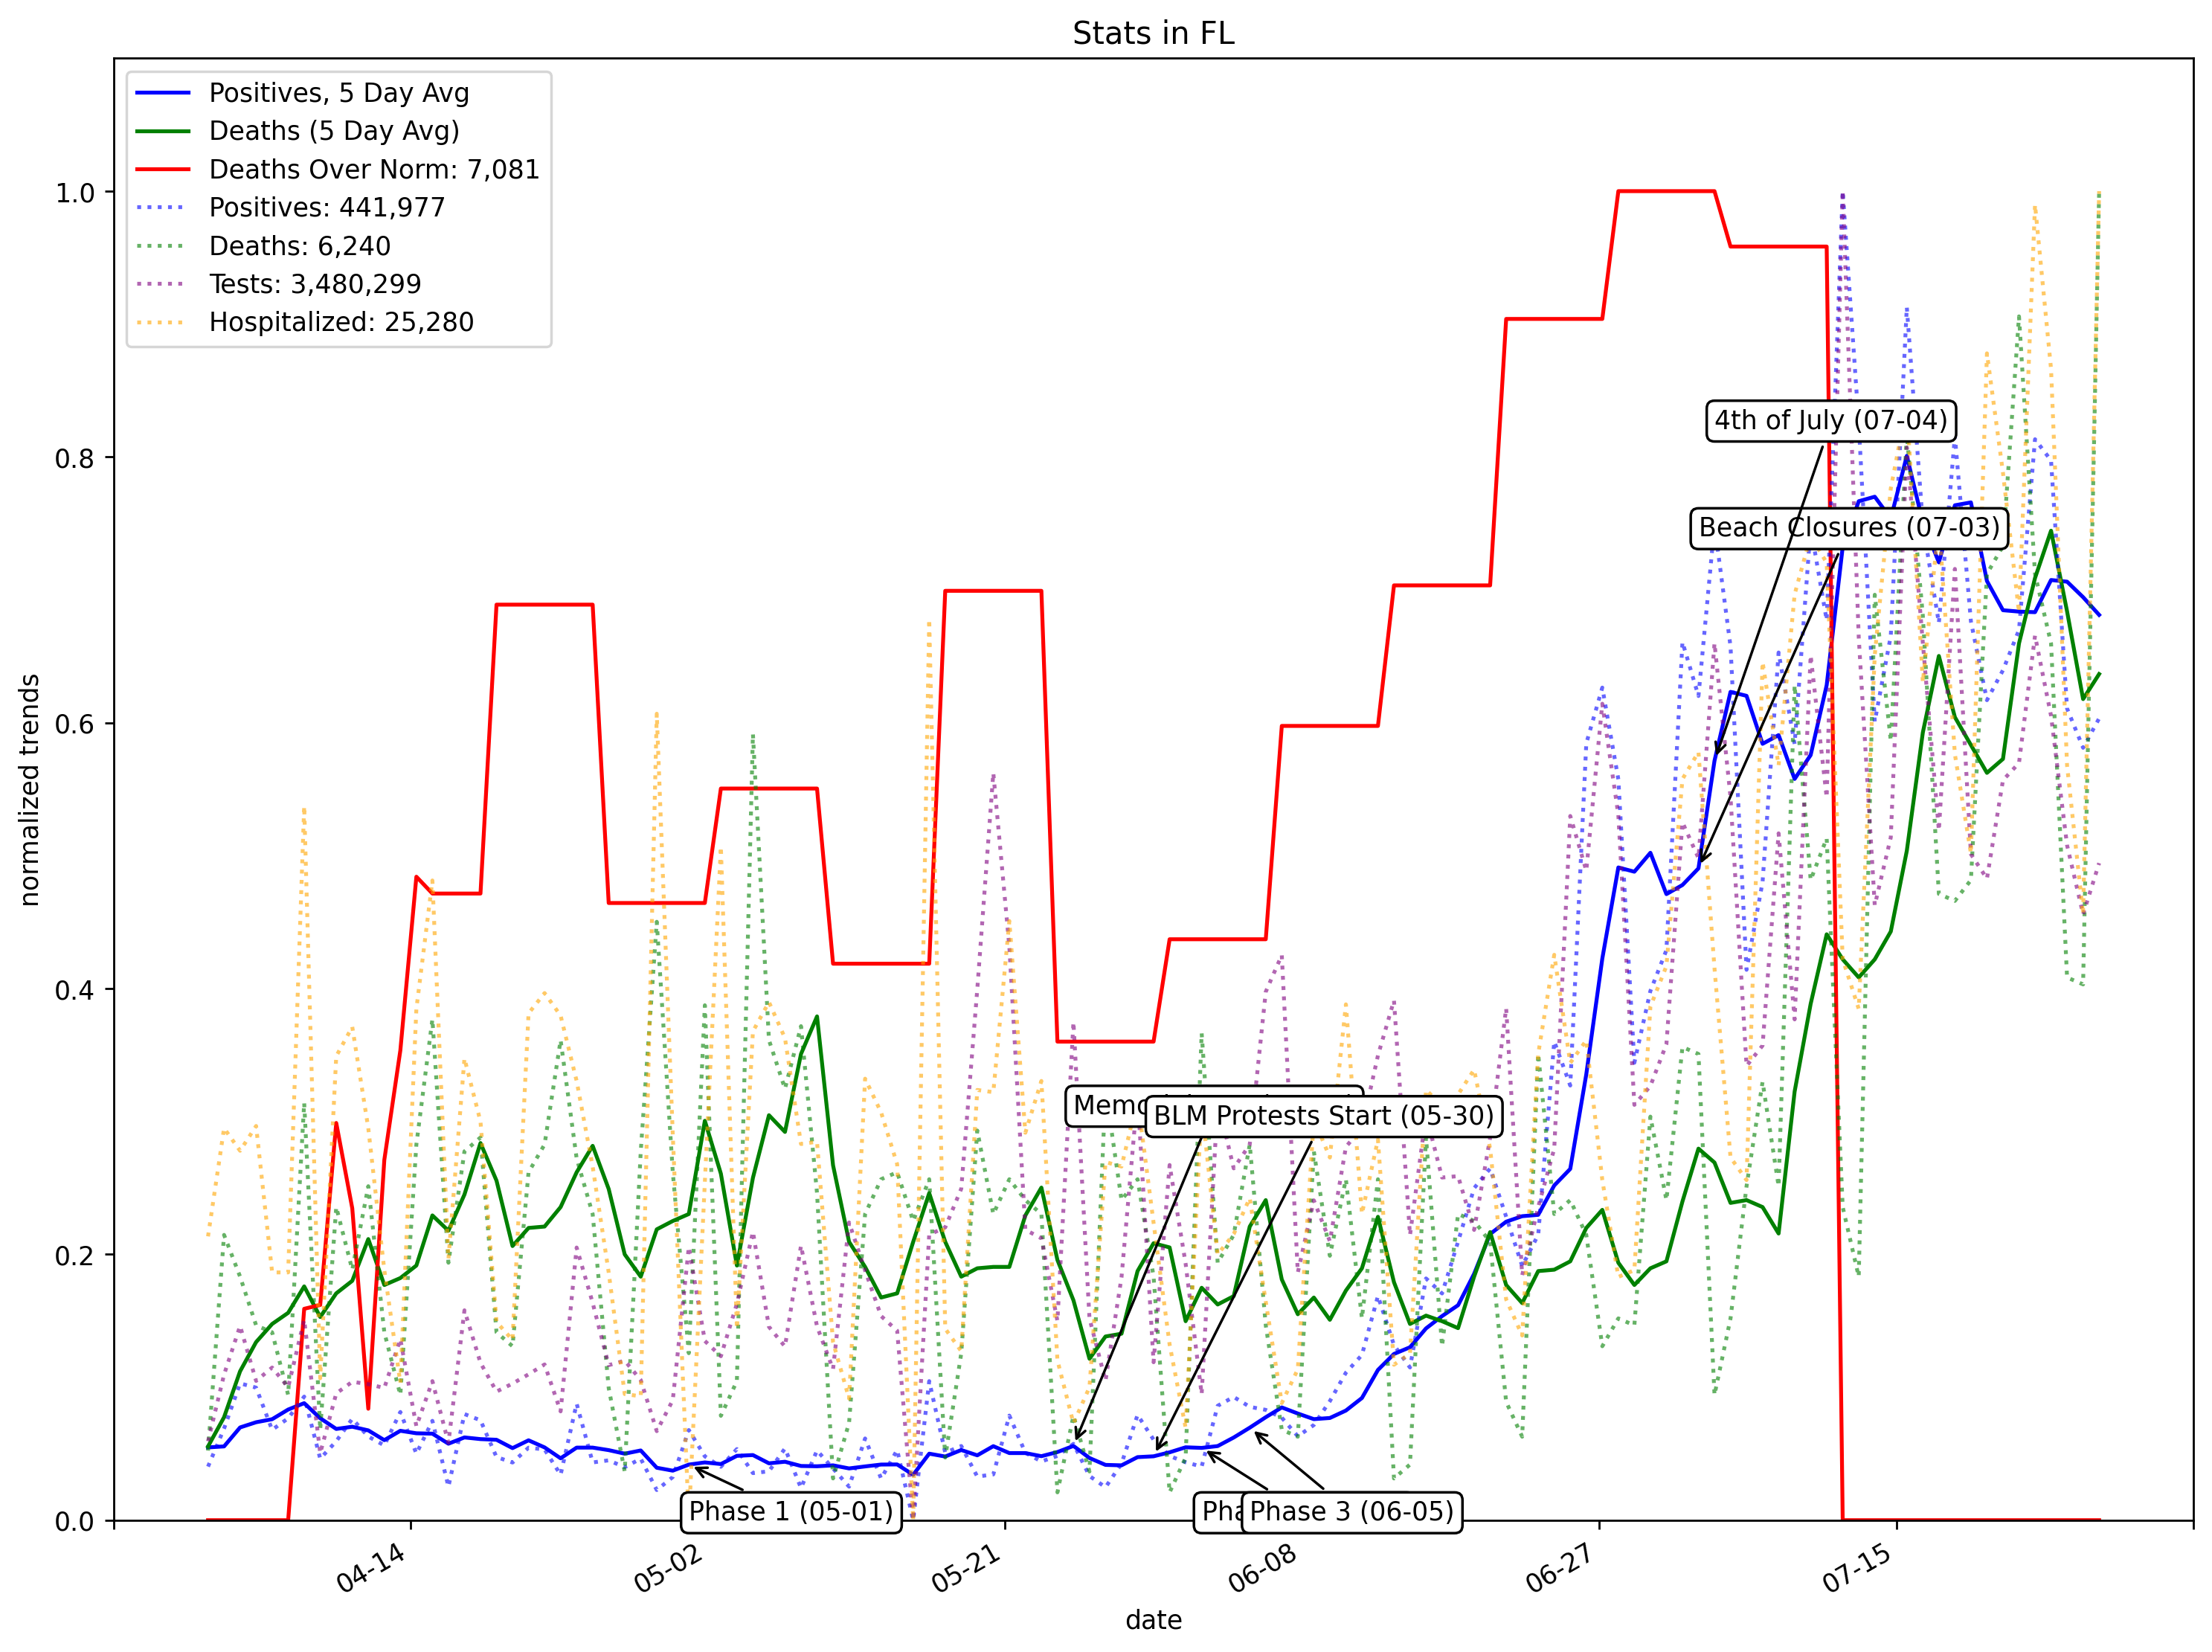 Stats in FL
Positives, 5 Day Avg
Deaths (5 Day Avg)
Deaths Over Norm: 7,081
Positives: 441,977
Deaths: 6,240
Tests: 3,480,299
Hospitalized: 25,280
1.0
0.8
0.6
0.4
0.2
0.0
normalized trends
4th of July (07-04)
Beach Closures (07-03)
BLM Protests Start (05-30)
Phase 1 (05-01)
Phase 3 (06-05)
04-14
05-02
05-21
06-08
06-27
07-15
date